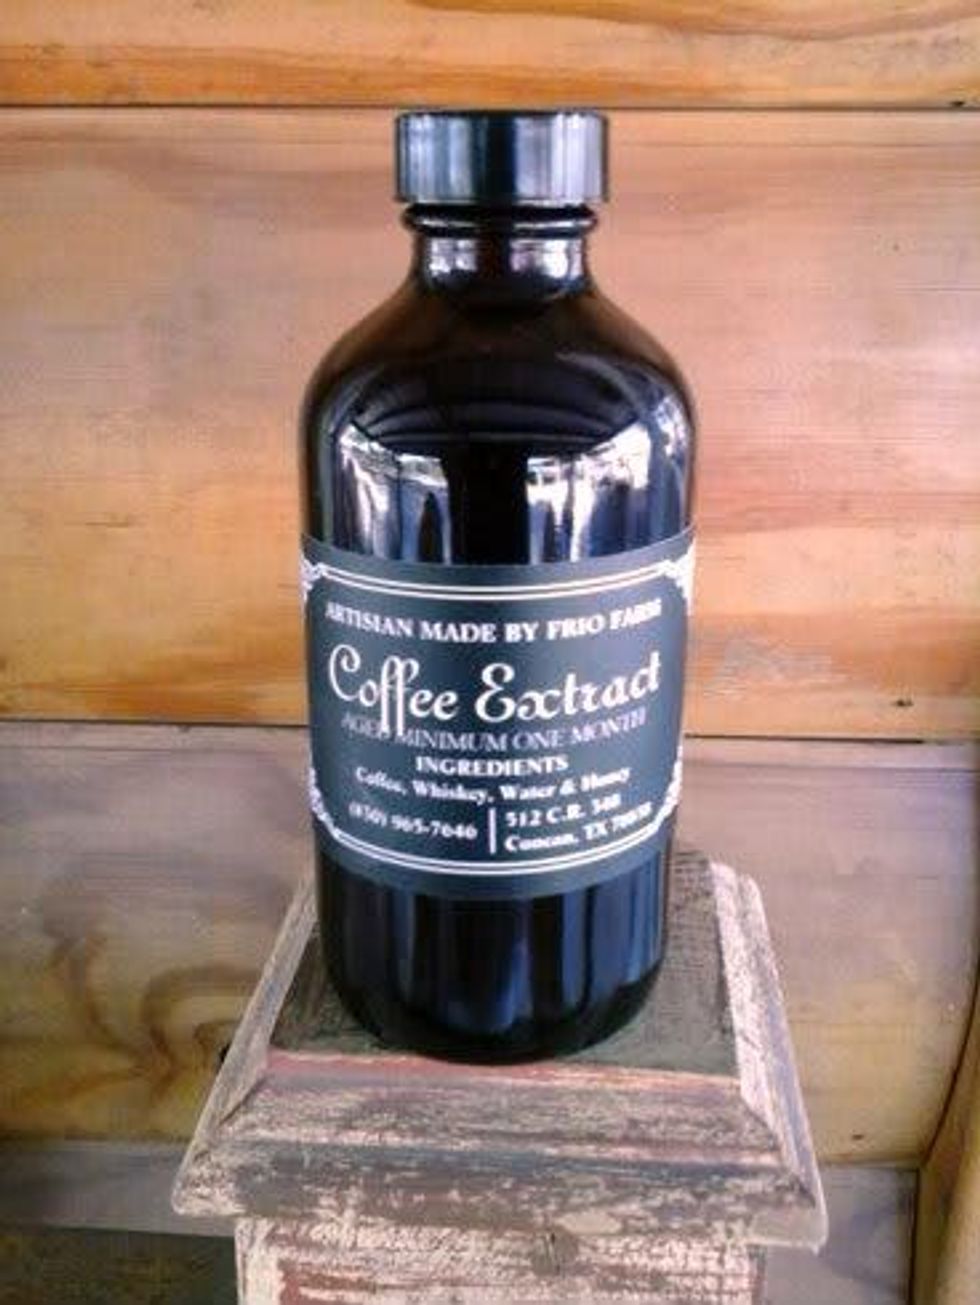 ARTISIAN MADE BY FRIO FARM
Coffee Extract
AGED MINIMUM ONE MONTH
INGREDIENTS
Coffee, Whiskey, Water & Honey
(830) 965-7646
512 C.R. 348
Concan, TX